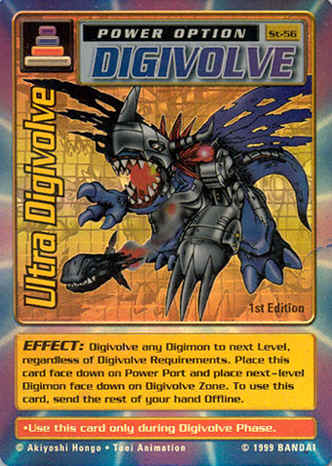 POWER OPTION
St-56
DIGIVOLVE
Ultra Digivolve
1st Edition
EFFECT: Digivolve any Digimon to next Level,
regardless of Digivolve Requirements. Place this
card face down on Power Port and place next-level
Digimon face down on Digivolve Zone. To use this
card, send the rest of your hand Offline.
•Use this card only during Digivolve Phase.
© Akiyoshi Hongo • Toei Animation
© 1999 BANDAI